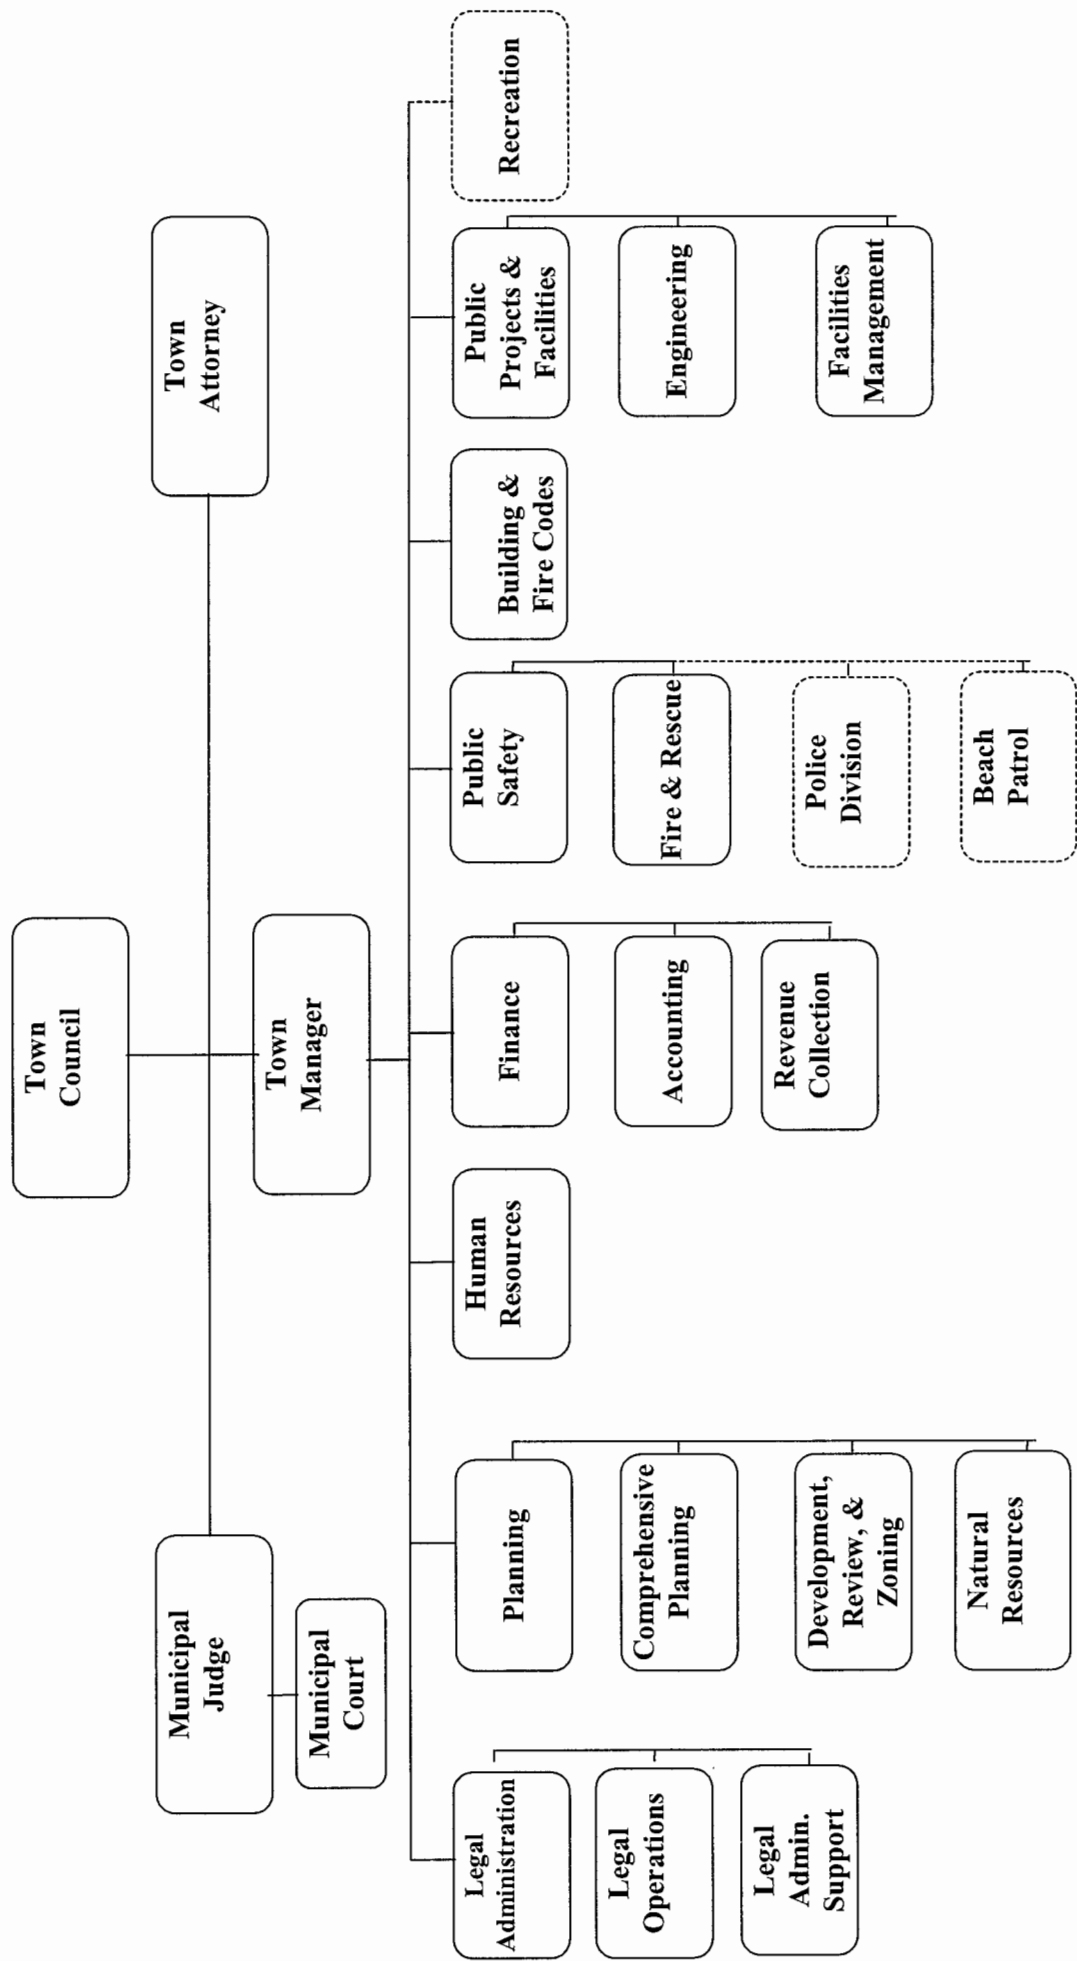 Town
Council
Municipal
Judge
Town
Attorney
Municipal
Court
Town
Manager
Legal
Administration
Legal
Operations
Legal
Admin.
Support
Planning
Comprehensive
Planning
Development,
Review, &
Zoning
Natural
Resources
Human
Resources
Finance
Accounting
Revenue
Collection
Public
Safety
Fire & Rescue
Police
Division
Beach
Patrol
Building &
Fire Codes
Public
Projects &
Facilities
Engineering
Facilities
Management
Recreation